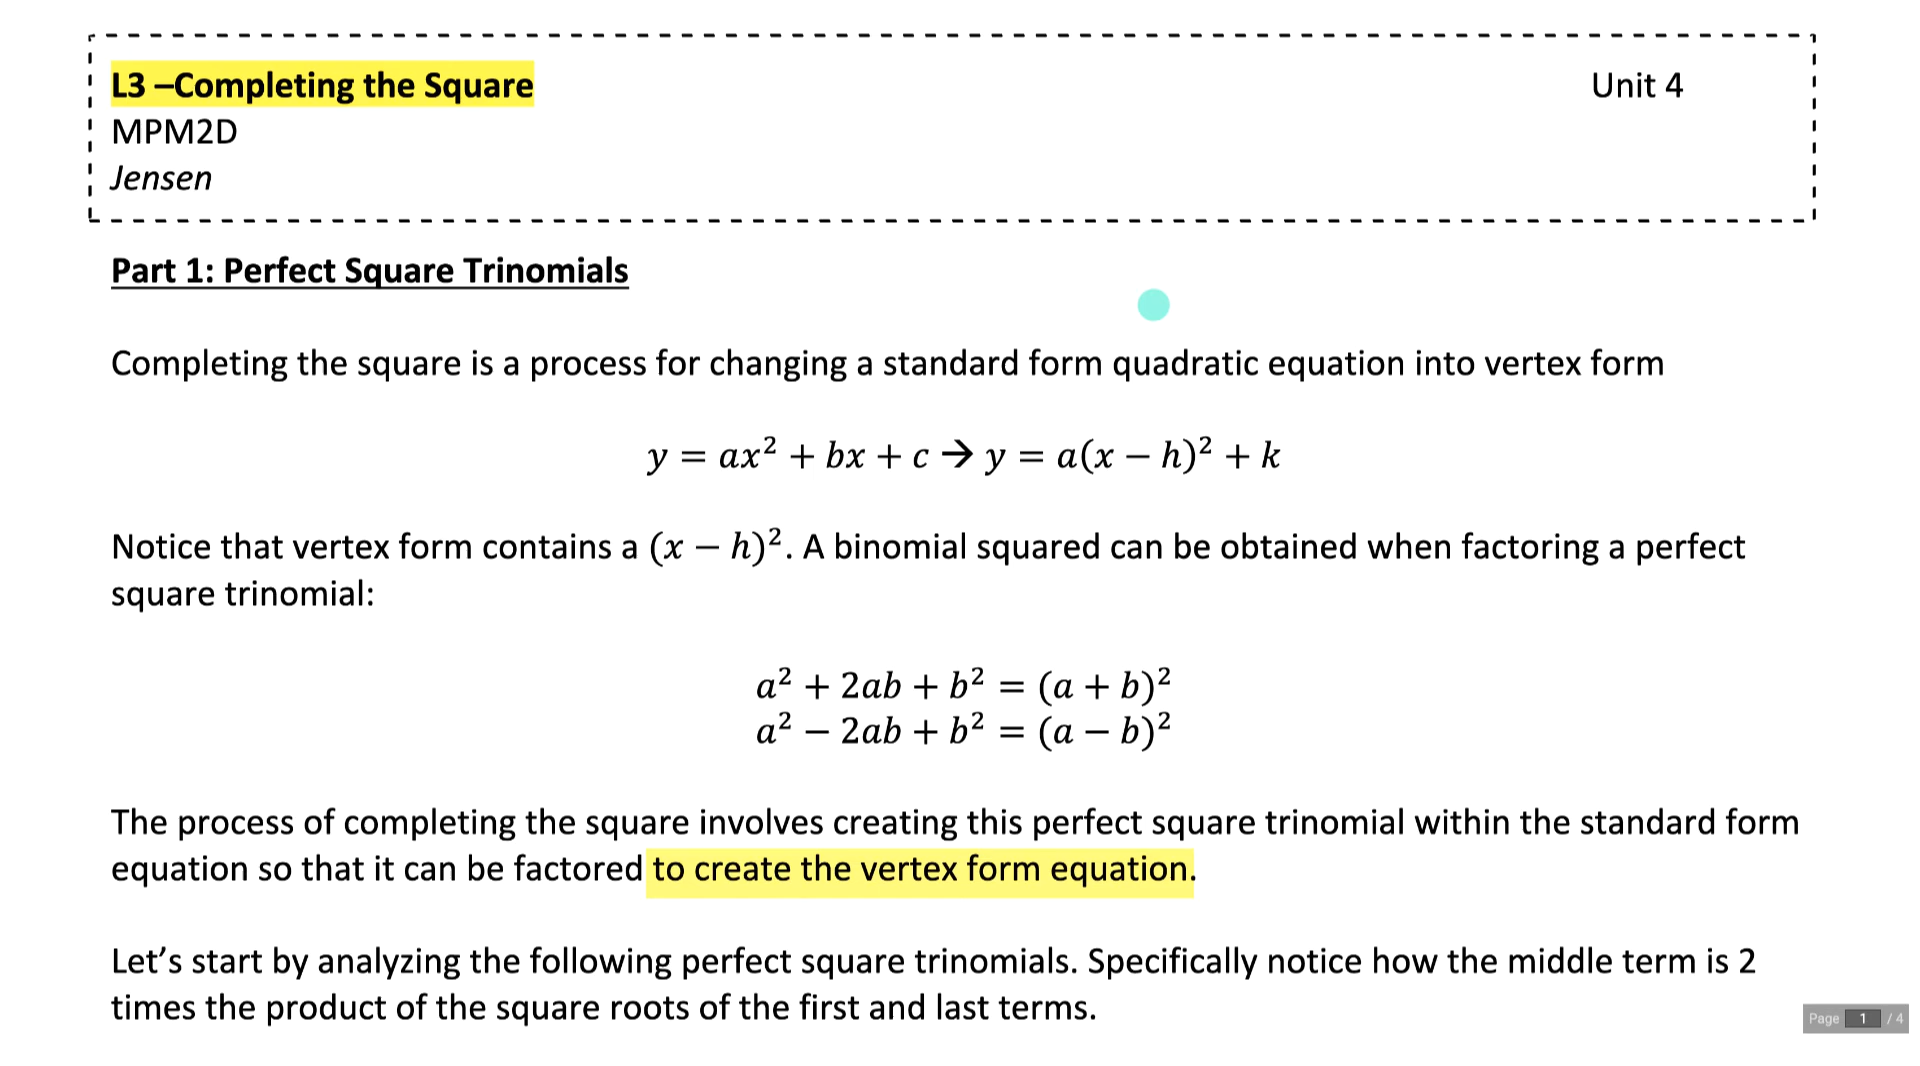 L3 –Completing the Square Unit 4
MPM2D
Jensen
Part 1: Perfect Square Trinomials
Completing the square is a process for changing a standard form quadratic equation into vertex form
y = ax² + bx + c → y = a(x − h)² + k
Notice that vertex form contains a (x − h)². A binomial squared can be obtained when factoring a perfect
square trinomial:
a² + 2ab + b² = (a + b)²
a² − 2ab + b² = (a − b)²
The process of completing the square involves creating this perfect square trinomial within the standard form
equation so that it can be factored to create the vertex form equation.
Let’s start by analyzing the following perfect square trinomials. Specifically notice how the middle term is 2
times the product of the square roots of the first and last terms.
Page 1 / 4